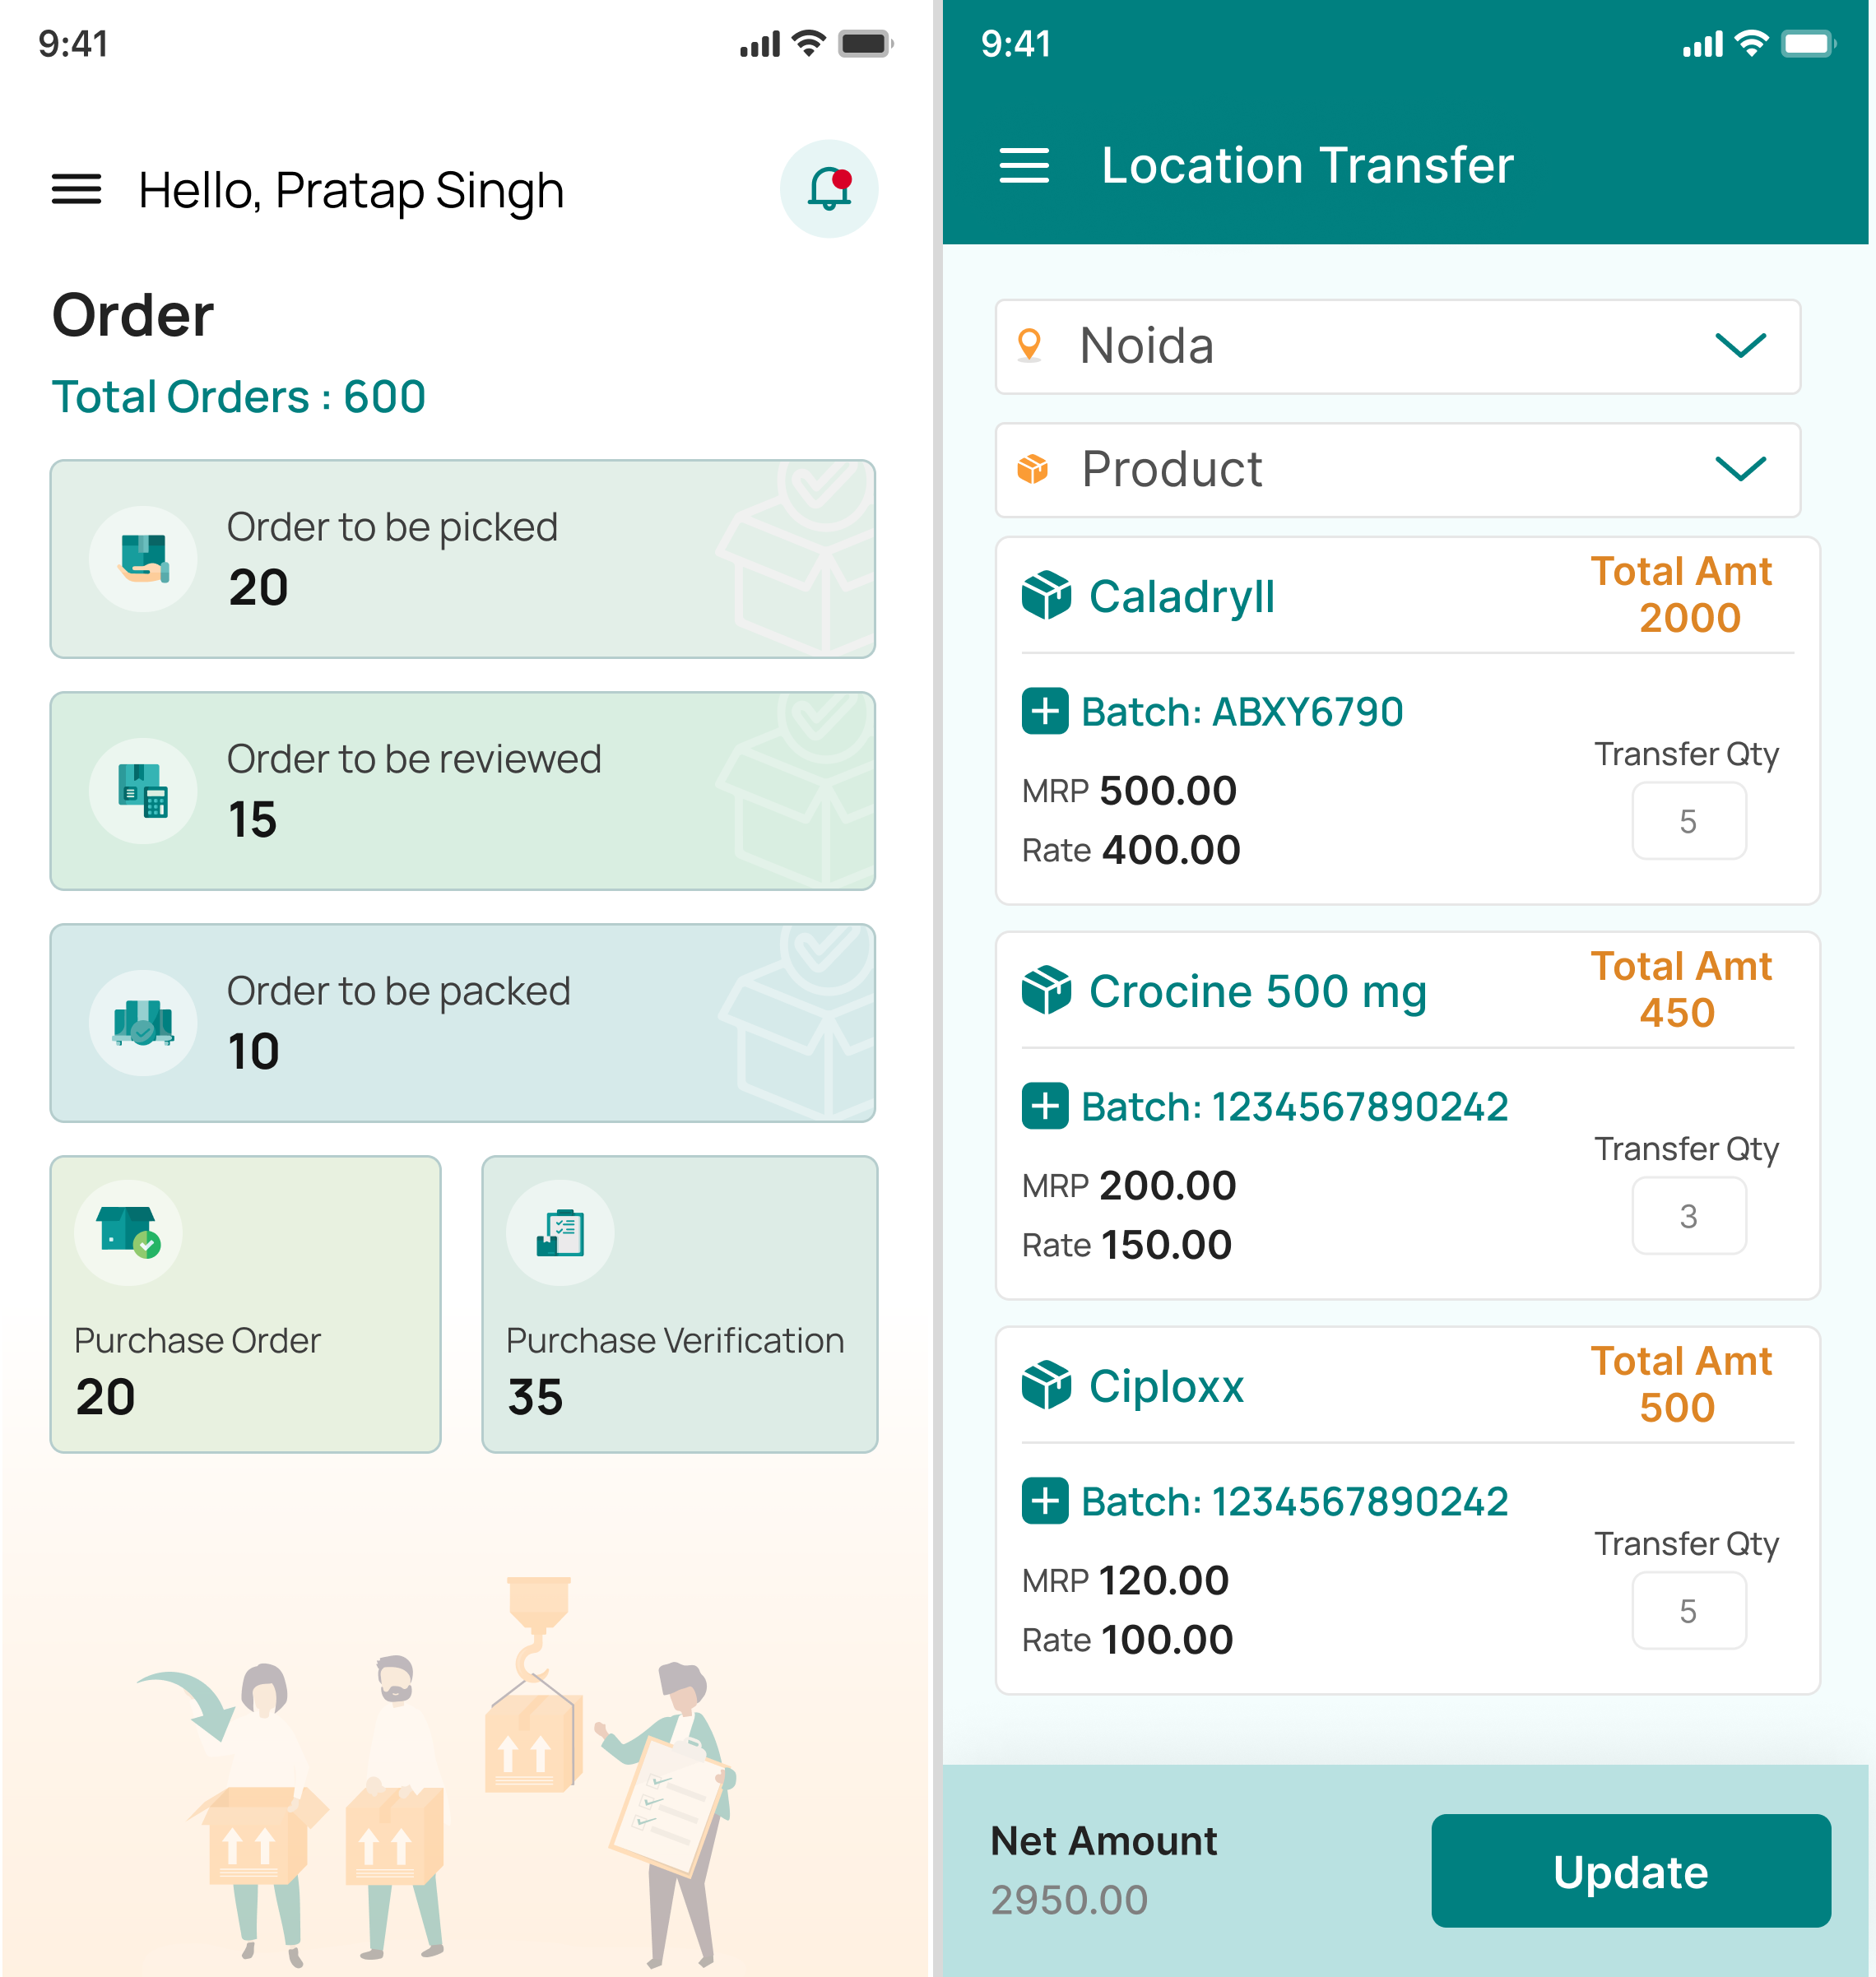 9:41
Hello, Pratap Singh
Order
Total Orders : 600
Order to be picked
20
Order to be reviewed
15
Order to be packed
10
Purchase Order
20
Purchase Verification
35
9:41
Location Transfer
Noida
Product
Caladryll
Total Amt
2000
Batch: ABXY6790
Transfer Qty
MRP 500.00
5
Rate 400.00
Crocine 500 mg
Total Amt
450
Batch: 1234567890242
Transfer Qty
MRP 200.00
3
Rate 150.00
Ciploxx
Total Amt
500
Batch: 1234567890242
Transfer Qty
MRP 120.00
5
Rate 100.00
Net Amount
2950.00
Update